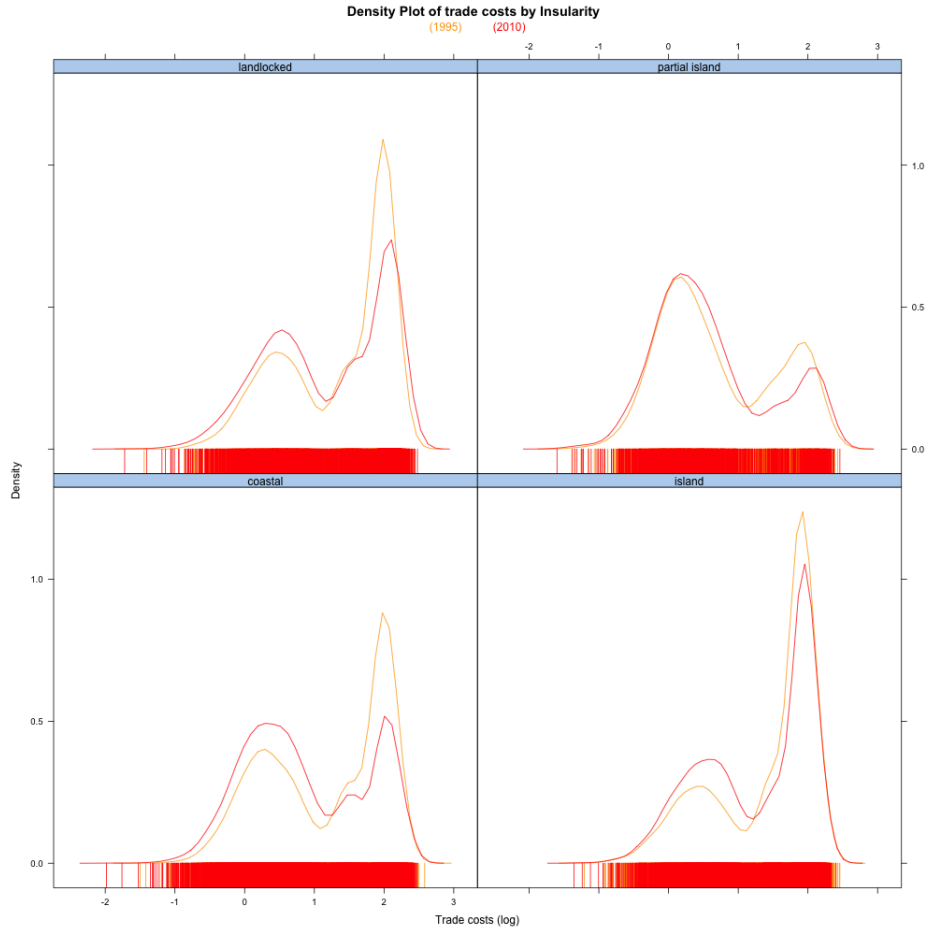 Density Plot of trade costs by Insularity
(1995) (2010)
-2 -1 0 1 2 3
landlocked partial island
1.0
0.5
0.0
Density
coastal island
1.0
0.5
0.0
-2 -1 0 1 2 3
Trade costs (log)